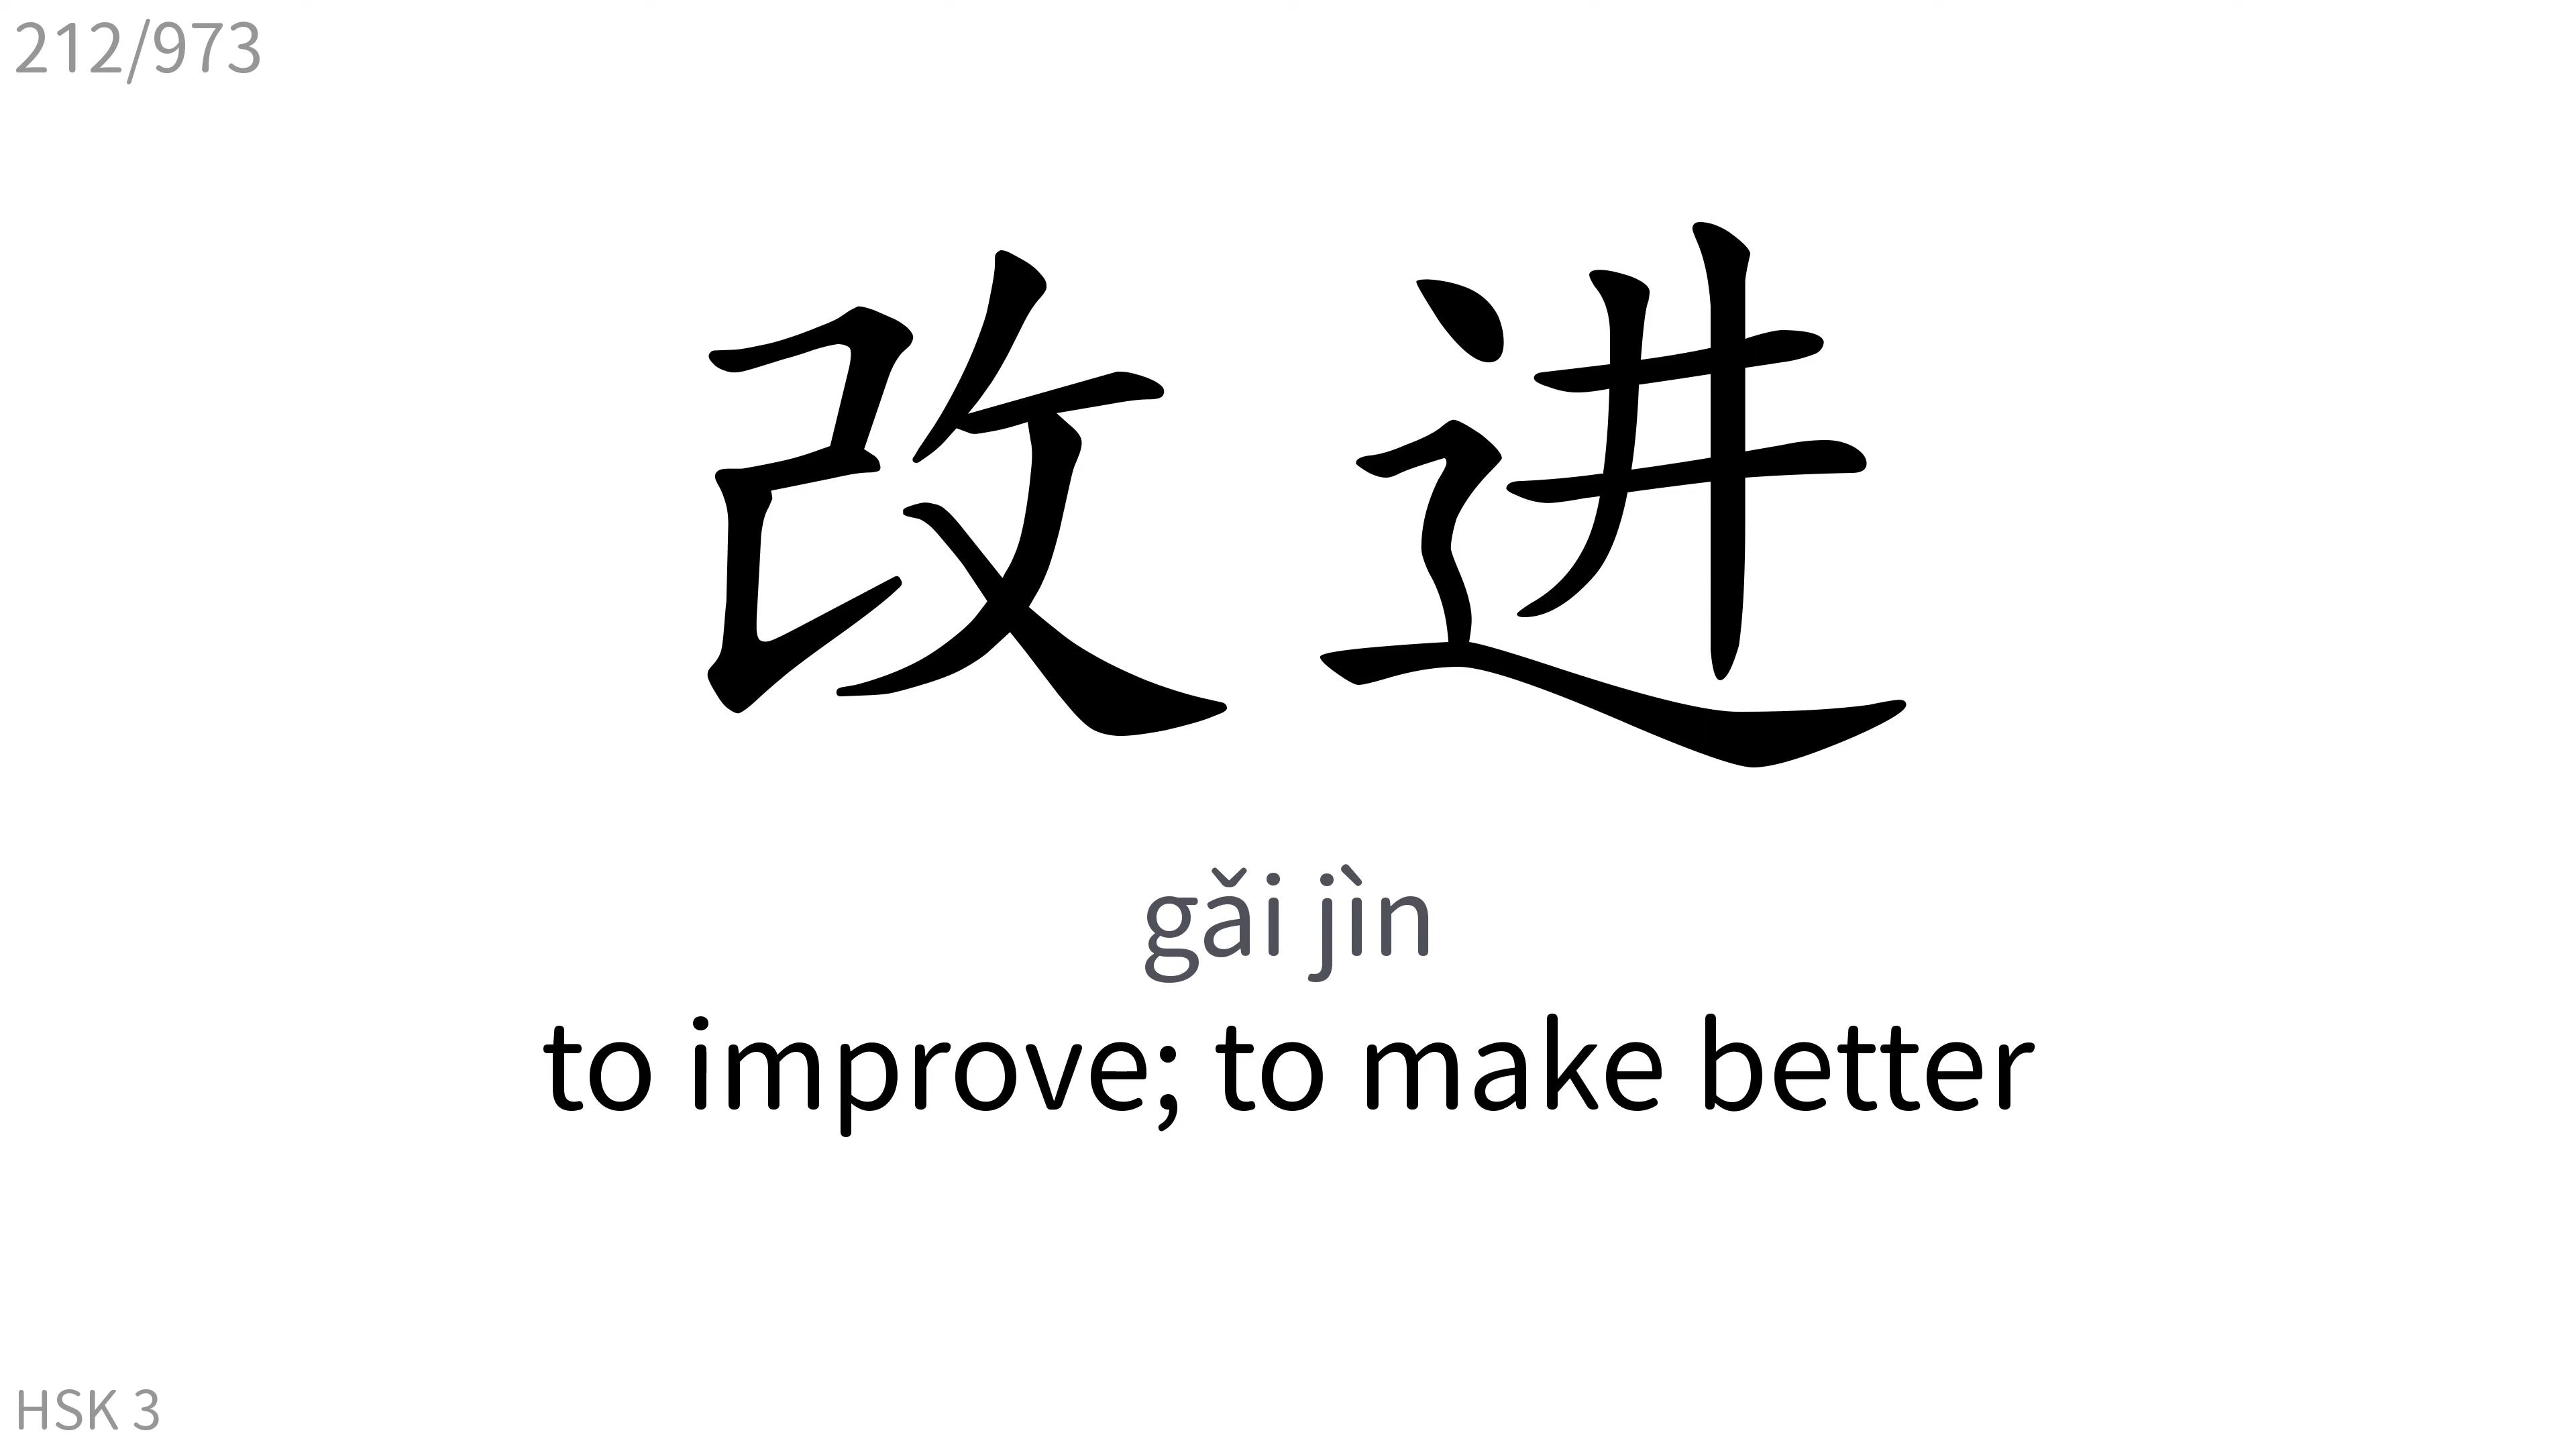 212/973
改进
gǎi jìn
to improve; to make better
HSK 3